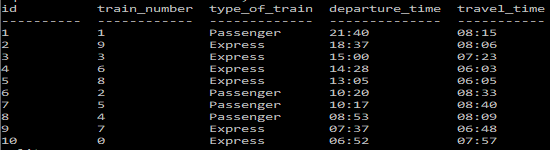 id train_number type_of_train departure_time travel_time
---------- ------------ ------------- -------------- -----------
1 1 Passenger 21:40 08:15
2 9 Express 18:37 08:06
3 3 Express 15:00 07:23
4 6 Express 14:28 06:03
5 8 Express 13:05 06:05
6 2 Passenger 10:20 08:33
7 5 Passenger 10:17 08:40
8 4 Passenger 08:53 08:09
9 7 Express 07:37 06:48
10 0 Express 06:52 07:57